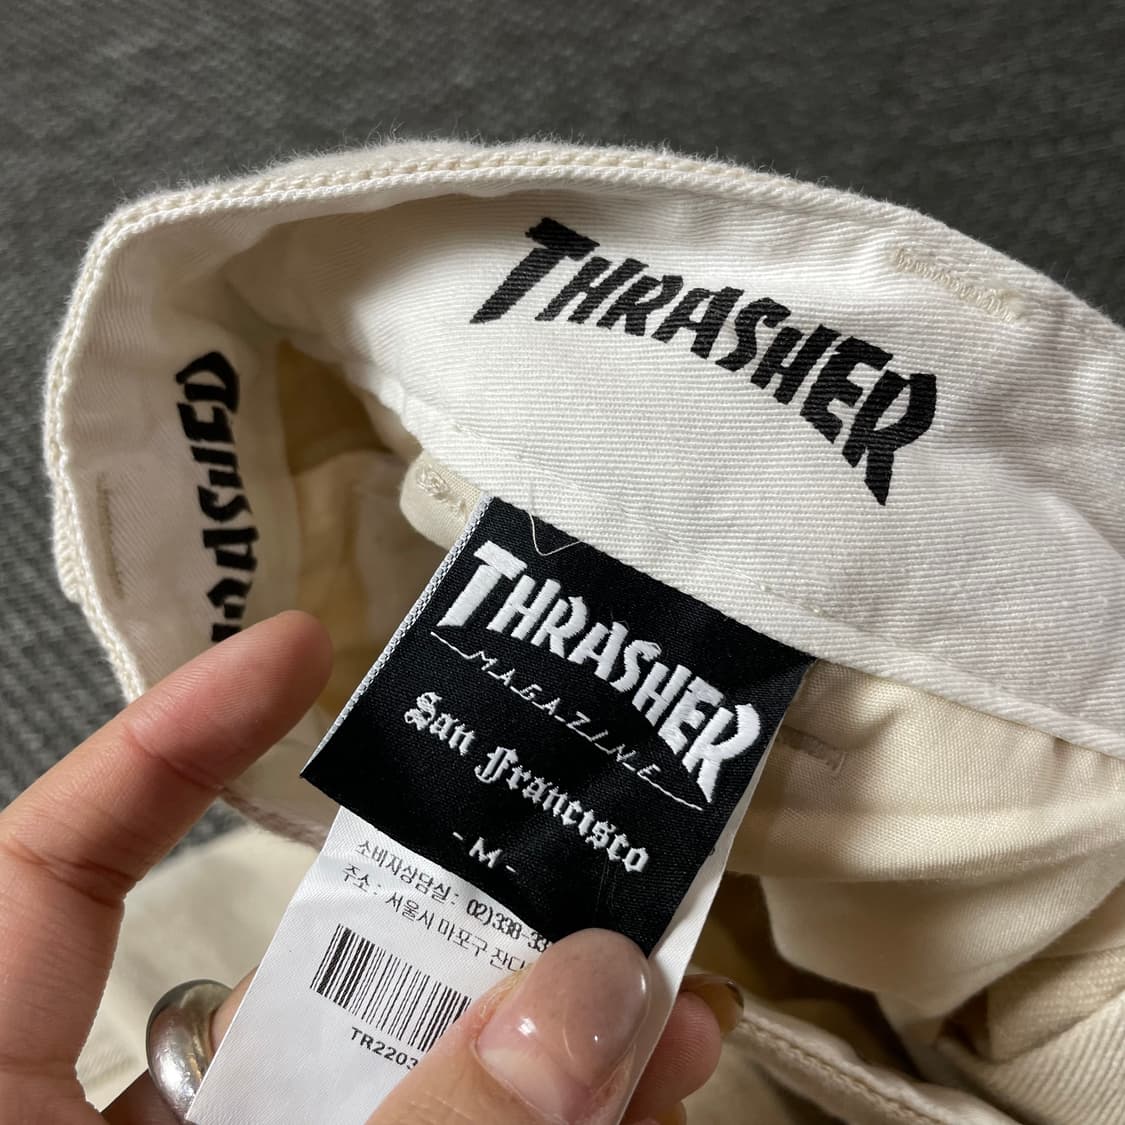 THRASHER
THRASHER
THRASHER
MAGAZINE
San Francisco
- M -
소비자상담실 : 02)338-33
주소 : 서울시 마포구 잔다
TR2203